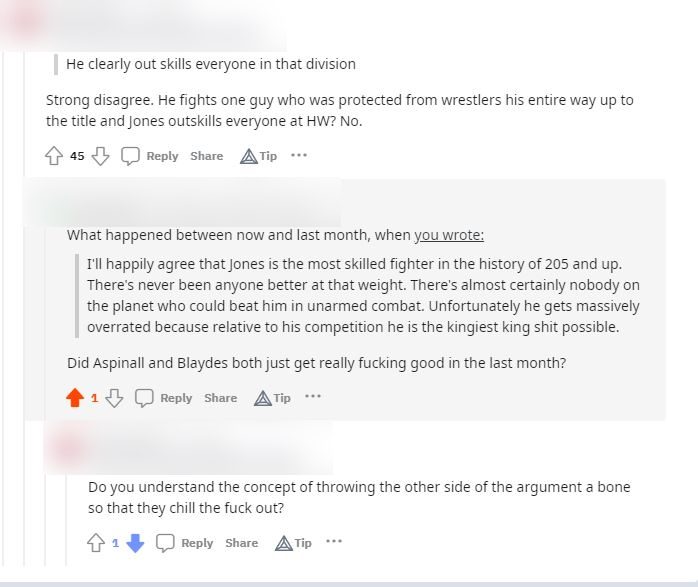 He clearly out skills everyone in that division
Strong disagree. He fights one guy who was protected from wrestlers his entire way up to
the title and Jones outskills everyone at HW? No.
45 Reply Share Tip ···
What happened between now and last month, when you wrote:
I'll happily agree that Jones is the most skilled fighter in the history of 205 and up.
There's never been anyone better at that weight. There's almost certainly nobody on
the planet who could beat him in unarmed combat. Unfortunately he gets massively
overrated because relative to his competition he is the kingiest king shit possible.
Did Aspinall and Blaydes both just get really fucking good in the last month?
1 Reply Share Tip ···
Do you understand the concept of throwing the other side of the argument a bone
so that they chill the fuck out?
1 Reply Share Tip ···